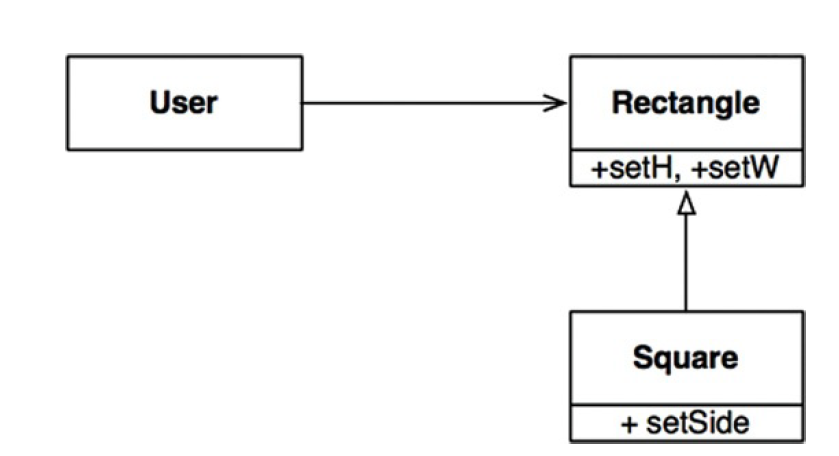 User
Rectangle
+setH, +setW
Square
+ setSide